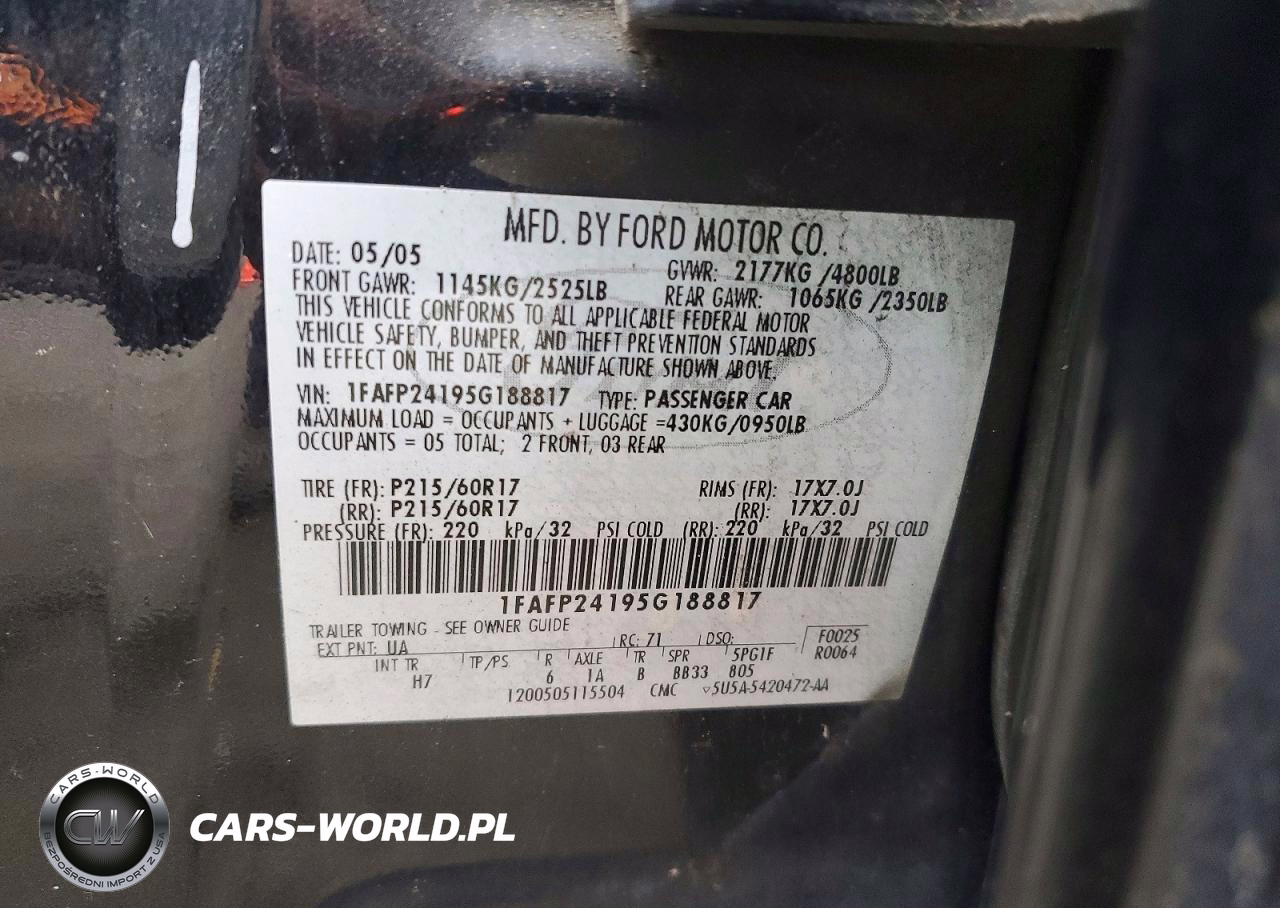 MFD. BY FORD MOTOR CO.
DATE: 05/05
GVWR: 2177KG /4800LB
FRONT GAWR: 1145KG/2525LB
REAR GAWR: 1065KG /2350LB
THIS VEHICLE CONFORMS TO ALL APPLICABLE FEDERAL MOTOR
VEHICLE SAFETY, BUMPER, AND THEFT PREVENTION STANDARDS
IN EFFECT ON THE DATE OF MANUFACTURE SHOWN ABOVE.
VIN: 1FAFP24195G188817 TYPE: PASSENGER CAR
MAXIMUM LOAD = OCCUPANTS + LUGGAGE =430KG/0950LB
OCCUPANTS = 05 TOTAL; 2 FRONT, 03 REAR
TIRE (FR): P215/60R17 RIMS (FR): 17X7.0J
(RR): P215/60R17 (RR): 17X7.0J
PRESSURE (FR): 220 kPa/32 PSI COLD (RR): 220 kPa/32 PSI COLD
1FAFP24195G188817
TRAILER TOWING - SEE OWNER GUIDE
EXT PNT: UA RC: 71 DSO: F0025
INT TR TP/PS R AXLE TR SPR 5PG1F R0064
H7 6 1A B BB33 805
1200505115504 CMC ▽5U5A-5420472-AA
CARS-WORLD
CW
BEZPOŚREDNI IMPORT Z USA
CARS-WORLD.PL